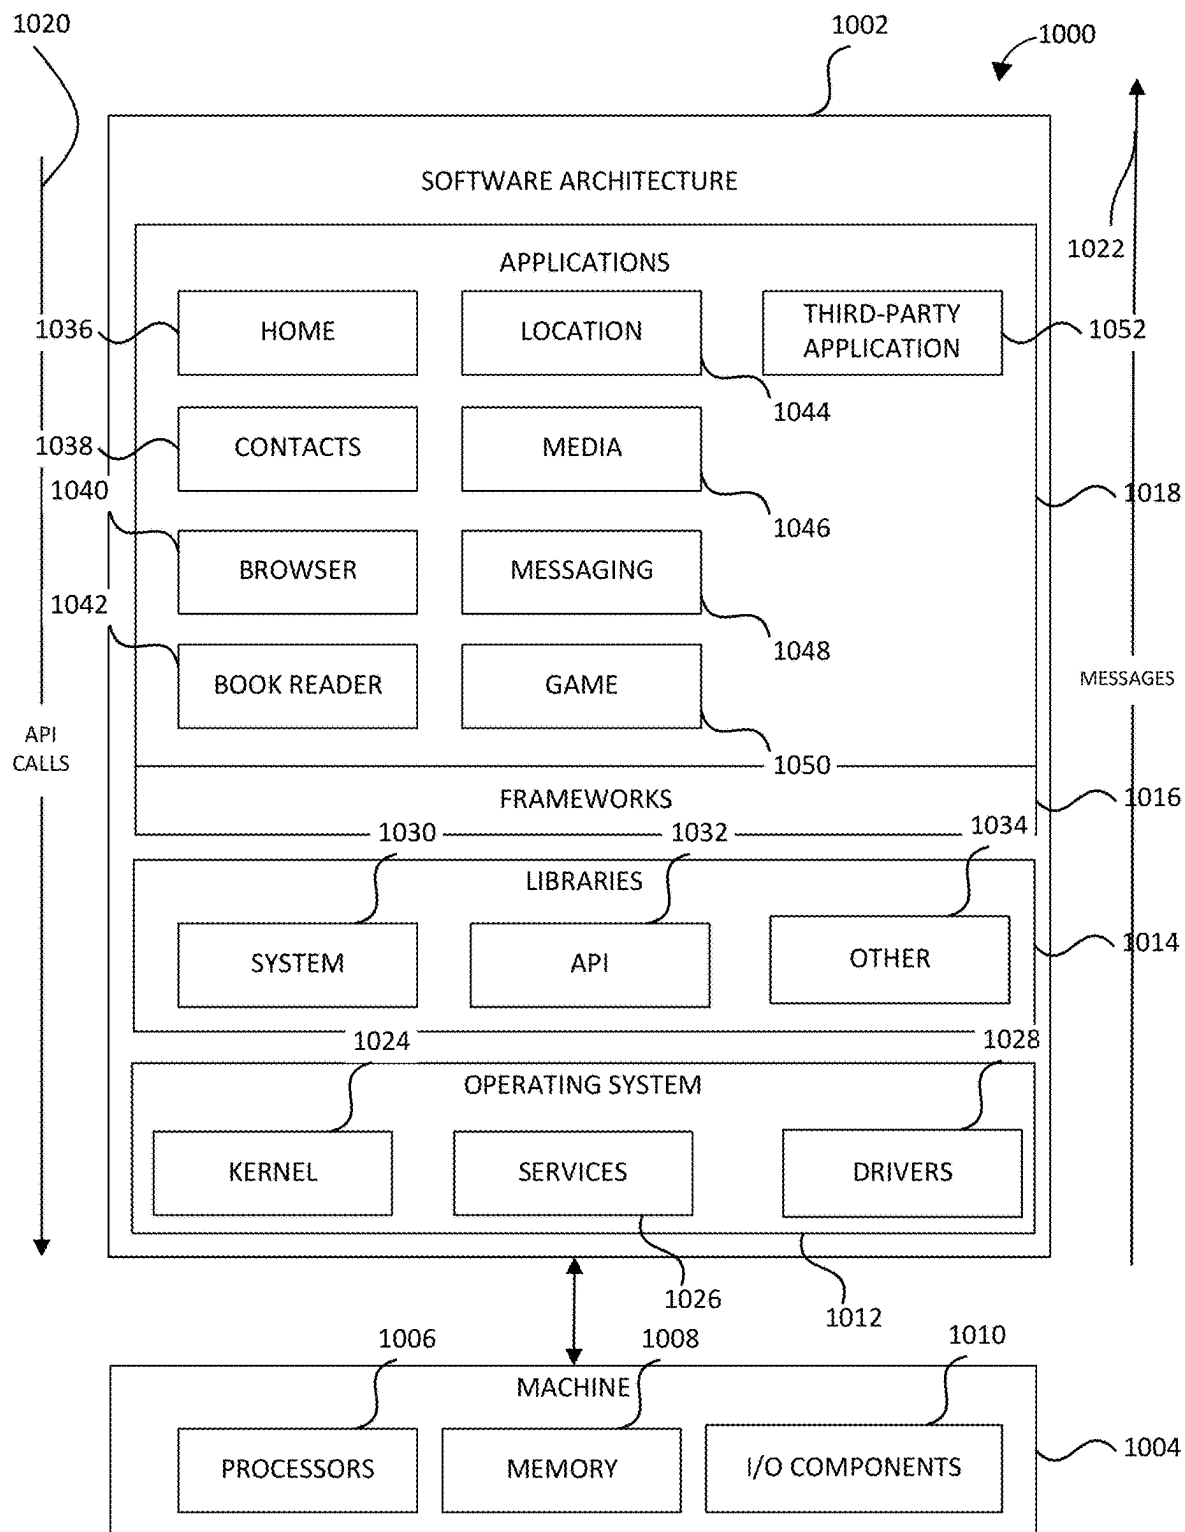 1020
1002
1000
SOFTWARE ARCHITECTURE
1022
APPLICATIONS
1036
HOME
LOCATION
THIRD-PARTY
APPLICATION
1052
1044
1038
CONTACTS
MEDIA
1018
1040
1046
BROWSER
MESSAGING
1042
1048
BOOK READER
GAME
MESSAGES
API
CALLS
1050
FRAMEWORKS
1016
1030
1032
1034
LIBRARIES
SYSTEM
API
OTHER
1014
1024
1028
OPERATING SYSTEM
KERNEL
SERVICES
DRIVERS
1026
1012
1006
1008
1010
MACHINE
1004
PROCESSORS
MEMORY
I/O COMPONENTS